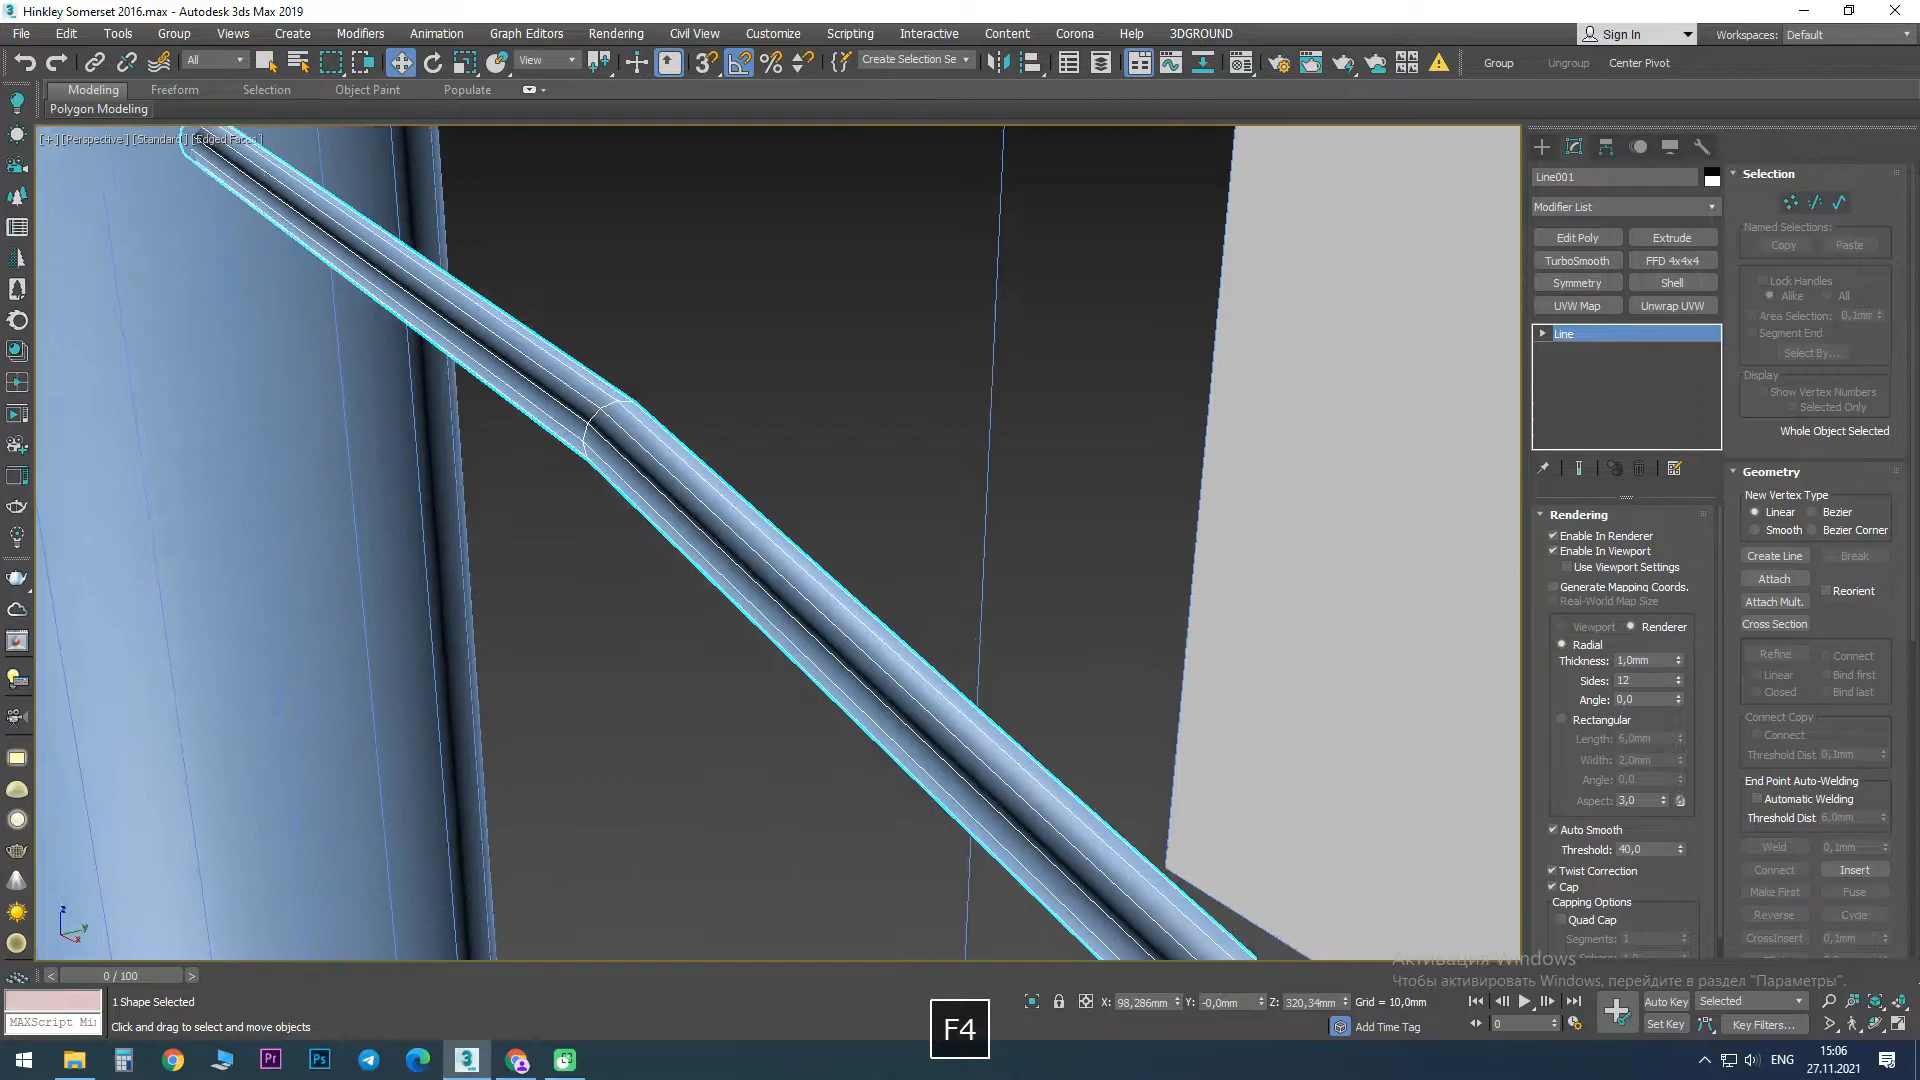 Hinkley Somerset 2016.max - Autodesk 3ds Max 2019
File Edit Tools Group Views Create Modifiers Animation Graph Editors Rendering Civil View Customize Scripting Interactive Content Corona Help 3DGROUND
Sign In
Workspaces: Default
All
View
Create Selection Se
Group Ungroup Center Pivot
Modeling Freeform Selection Object Paint Populate
Polygon Modeling
[+] [Perspective] [Standard] [Edged Faces]
Line001
Modifier List
Edit Poly Extrude
TurboSmooth FFD 4x4x4
Symmetry Shell
UVW Map Unwrap UVW
Line
Rendering
Enable In Renderer
Enable In Viewport
Use Viewport Settings
Generate Mapping Coords.
Real-World Map Size
Viewport Renderer
Radial
Thickness: 1,0mm
Sides: 12
Angle: 0,0
Rectangular
Length: 6,0mm
Width: 2,0mm
Angle: 0,0
Aspect: 3,0
Auto Smooth
Threshold: 40,0
Twist Correction
Cap
Capping Options
Quad Cap
Segments: 1
Selection
Named Selections:
Copy Paste
Lock Handles
Alike All
Area Selection: 0,1mm
Segment End
Select By...
Display
Show Vertex Numbers
Selected Only
Whole Object Selected
Geometry
New Vertex Type
Linear Bezier
Smooth Bezier Corner
Create Line Break
Attach
Reorient
Attach Mult.
Cross Section
Refine Connect
Linear Bind first
Closed Bind last
Connect Copy
Connect
Threshold Dist 0,1mm
End Point Auto-Welding
Automatic Welding
Threshold Dist 6,0mm
Weld 0,1mm
Connect Insert
Make First Fuse
Reverse Cycle
CrossInsert 0,1mm
Активация Windows
Чтобы активировать Windows, перейдите в раздел "Параметры".
0 / 100
1 Shape Selected
MAXScript Mi
Click and drag to select and move objects
F4
X: 98,286mm Y: -0,0mm Z: 320,34mm Grid = 10,0mm
Add Time Tag
0
Auto Key Selected
Set Key Key Filters...
ENG
15:06
27.11.2021
z
y
x